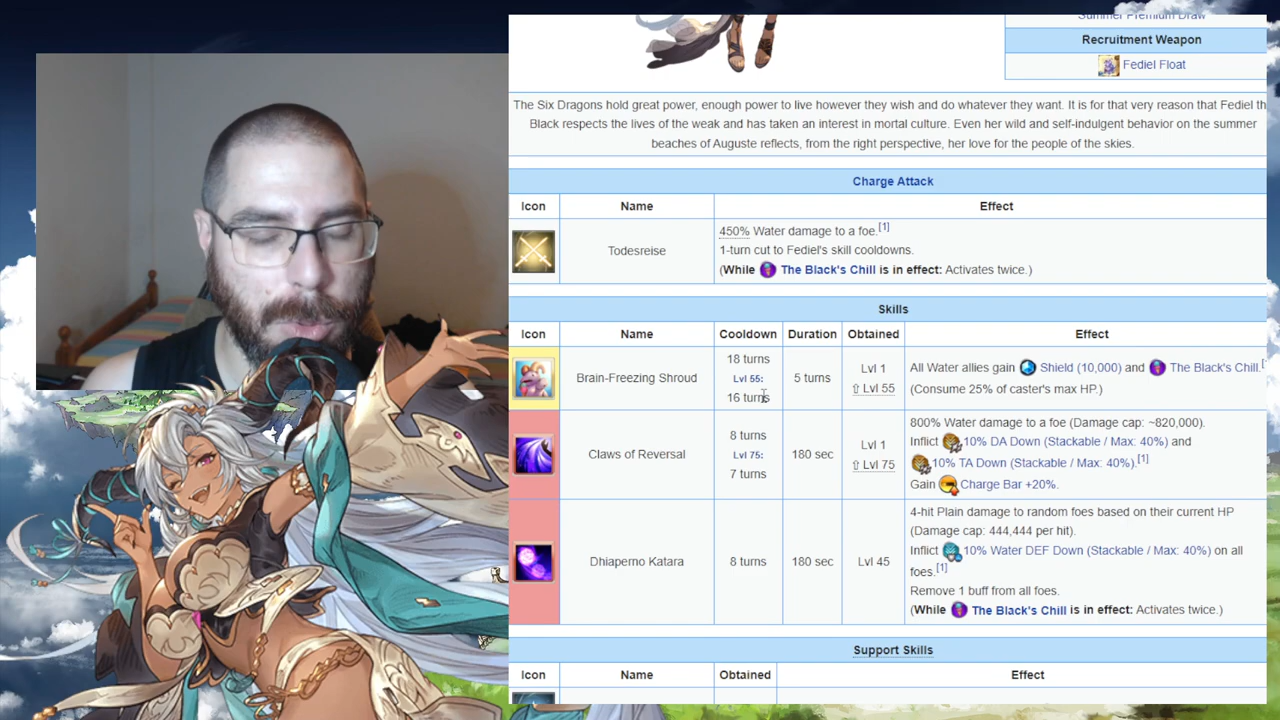 Summer Premium Draw
Recruitment Weapon
Fediel Float
The Six Dragons hold great power, enough power to live however they wish and do whatever they want. It is for that very reason that Fediel th
Black respects the lives of the weak and has taken an interest in mortal culture. Even her wild and self-indulgent behavior on the summer
beaches of Auguste reflects, from the right perspective, her love for the people of the skies.
Charge Attack
Icon Name Effect
Todesreise
450% Water damage to a foe.[1]
1-turn cut to Fediel's skill cooldowns.
(While The Black's Chill is in effect: Activates twice.)
Skills
Icon Name Cooldown Duration Obtained Effect
Brain-Freezing Shroud
18 turns
Lvl 55:
16 turns
5 turns
Lvl 1
⇧ Lvl 55
All Water allies gain Shield (10,000) and The Black's Chill.[
(Consume 25% of caster's max HP.)
Claws of Reversal
8 turns
Lvl 75:
7 turns
180 sec
Lvl 1
⇧ Lvl 75
800% Water damage to a foe (Damage cap: ~820,000).
Inflict 10% DA Down (Stackable / Max: 40%) and
10% TA Down (Stackable / Max: 40%).[1]
Gain Charge Bar +20%.
Dhiaperno Katara
8 turns
180 sec
Lvl 45
4-hit Plain damage to random foes based on their current HP
(Damage cap: 444,444 per hit).
Inflict 10% Water DEF Down (Stackable / Max: 40%) on all
foes.[1]
Remove 1 buff from all foes.
(While The Black's Chill is in effect: Activates twice.)
Support Skills
Icon Name Obtained Effect